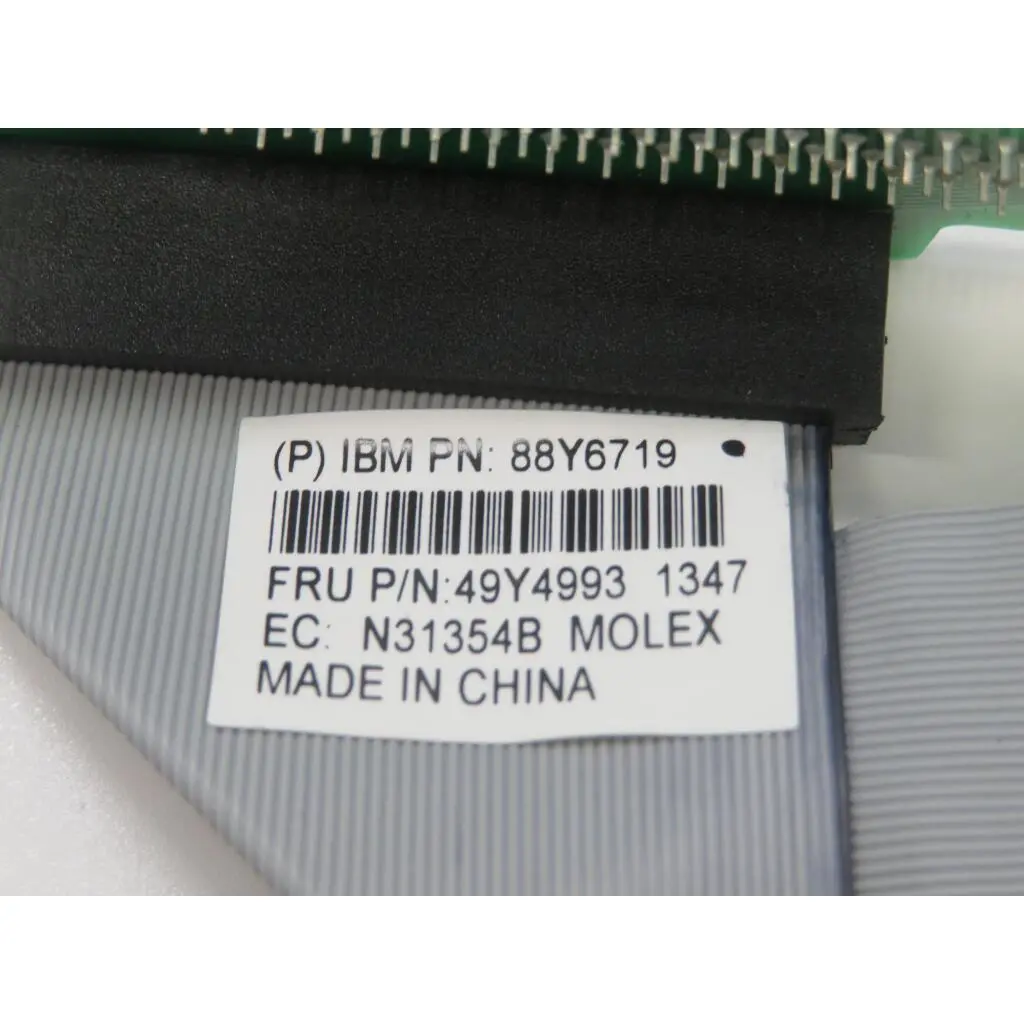 (P) IBM PN: 88Y6719
FRU P/N:49Y4993 1347
EC: N31354B MOLEX
MADE IN CHINA